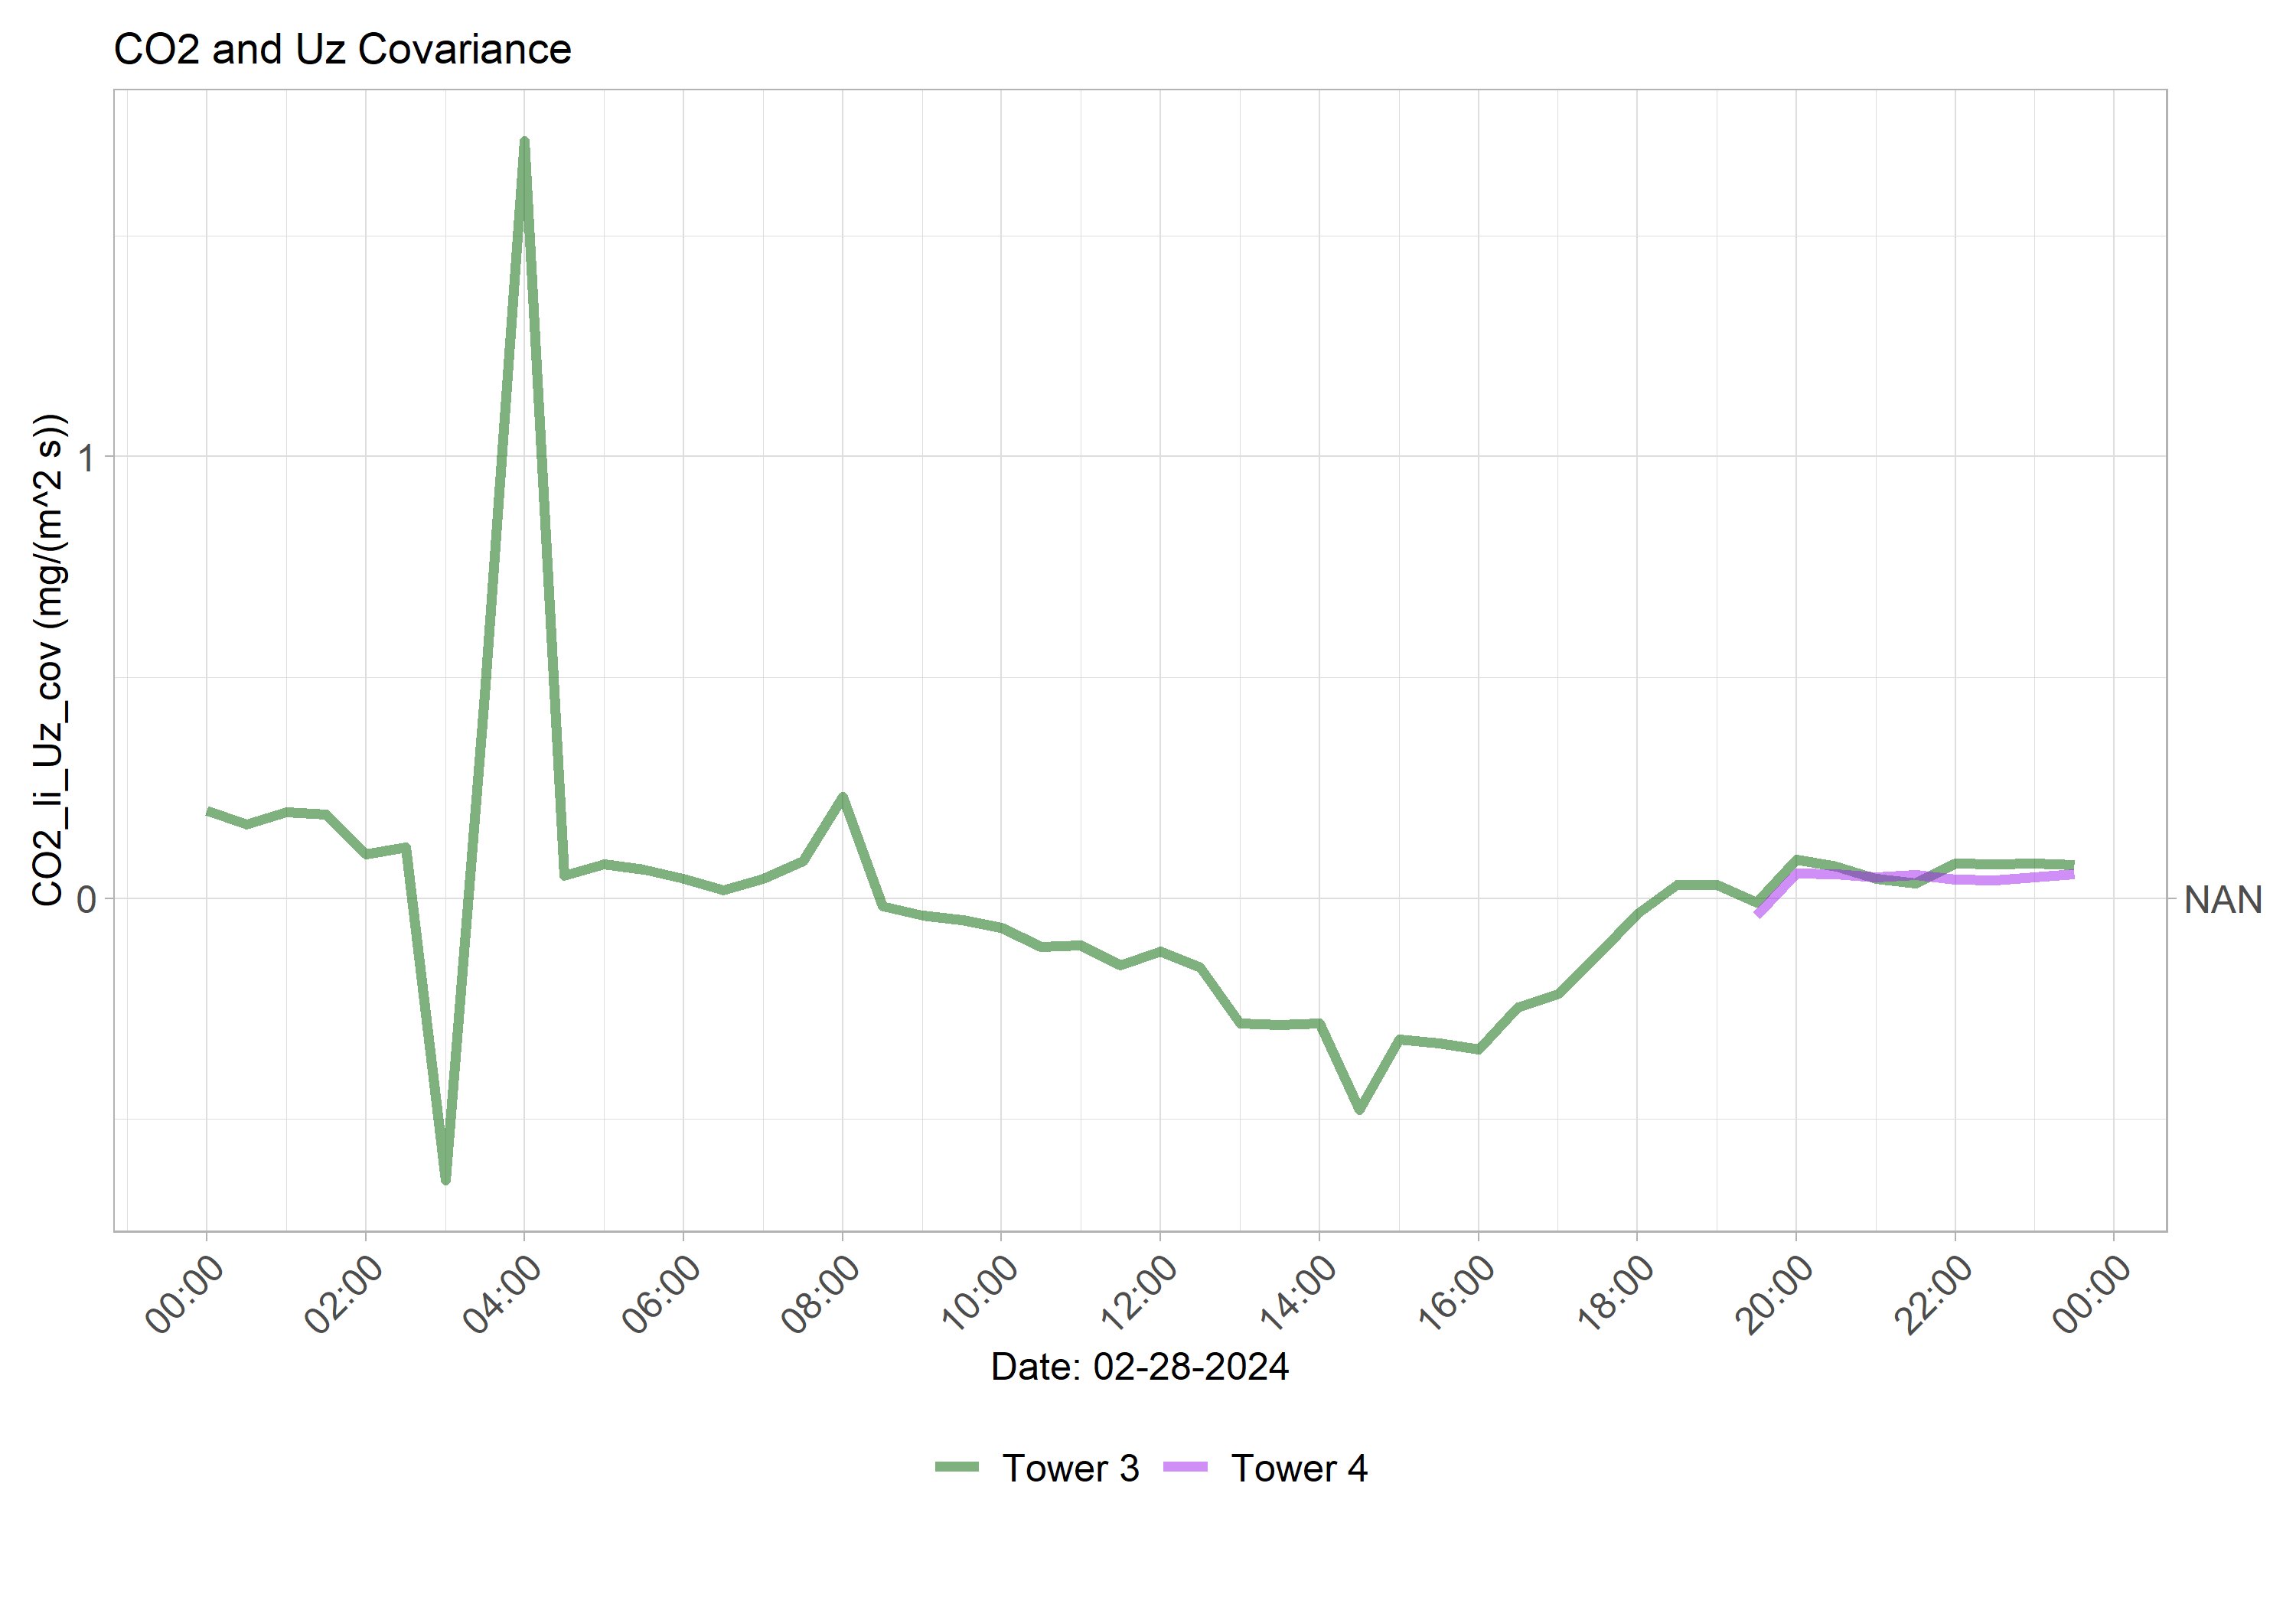 CO2 and Uz Covariance
CO2_li_Uz_cov (mg/(m^2 s))
1
0
NAN
00:00
02:00
04:00
06:00
08:00
10:00
12:00
14:00
16:00
18:00
20:00
22:00
00:00
Date: 02-28-2024
Tower 3
Tower 4